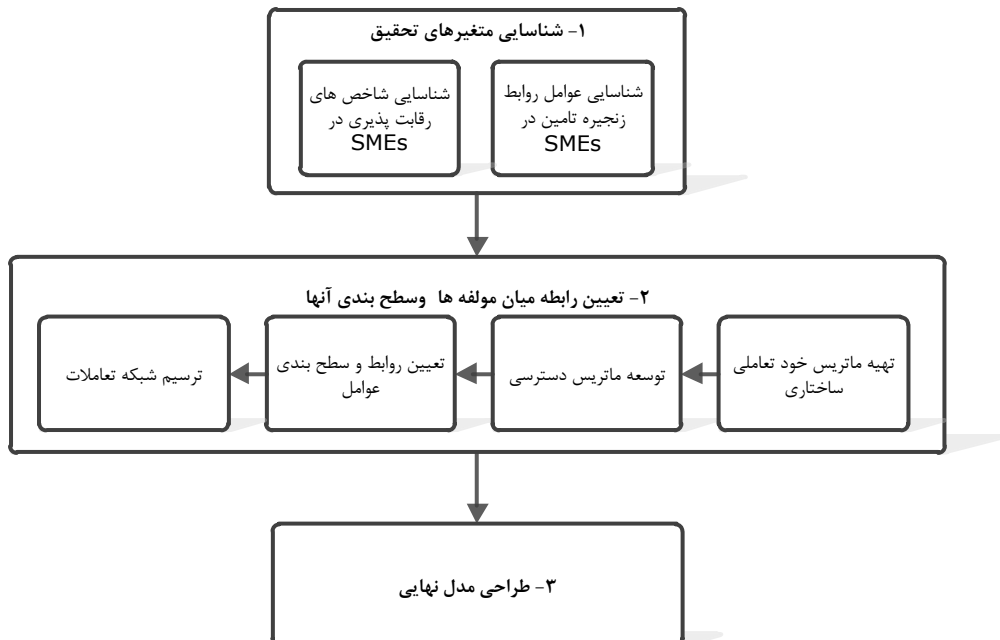 ۱- شناسایی متغیرهای تحقیق
شناسایی عوامل روابط
زنجیره تامین در
SMEs
شناسایی شاخص های
رقابت پذیری در
SMEs
۲- تعیین رابطه میان مولفه ها وسطح بندی آنها
تهیه ماتریس خود تعاملی
ساختاری
توسعه ماتریس دسترسی
تعیین روابط و سطح بندی
عوامل
ترسیم شبکه تعاملات
۳- طراحی مدل نهایی